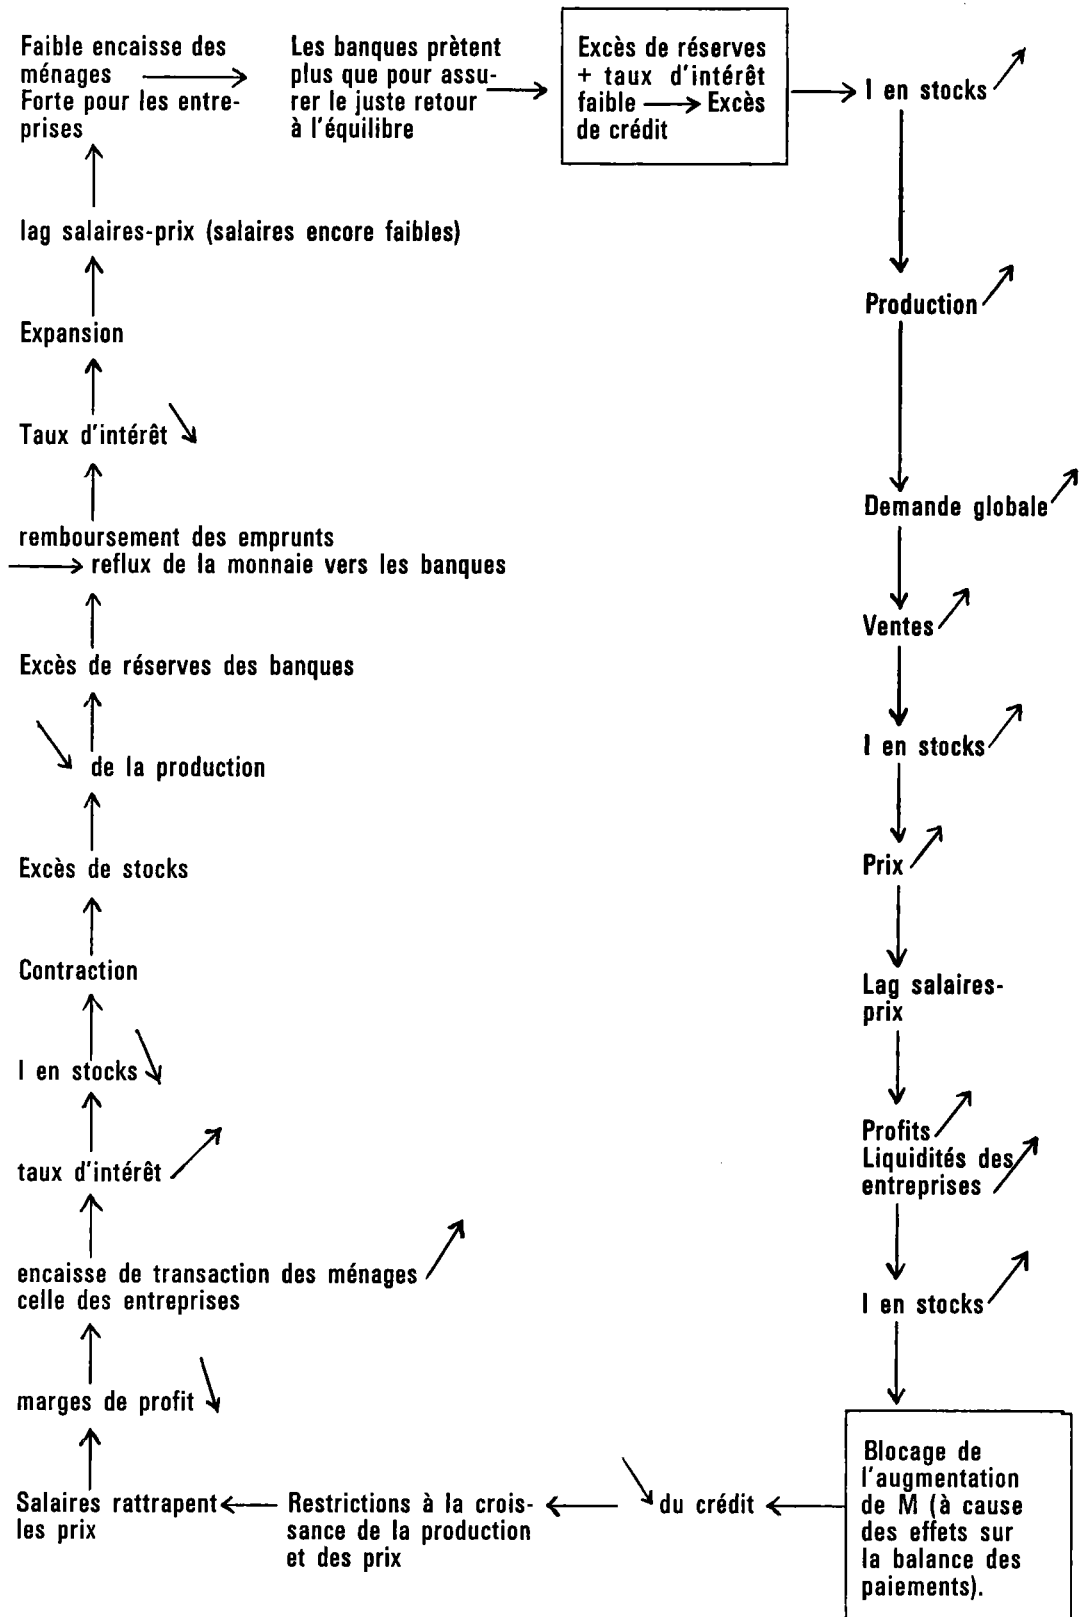 Faible encaisse des
ménages
Forte pour les entre-
prises
Les banques prètent
plus que pour assu-
rer le juste retour
à l'équilibre
Excès de réserves
+ taux d'intérêt
faible → Excès
de crédit
I en stocks
Production
Demande globale
Ventes
I en stocks
Prix
Lag salaires-
prix
Profits
Liquidités des
entreprises
I en stocks
Blocage de
l'augmentation
de M (à cause
des effets sur
la balance des
paiements).
du crédit
Restrictions à la crois-
sance de la production
et des prix
Salaires rattrapent
les prix
marges de profit
encaisse de transaction des ménages
celle des entreprises
taux d'intérêt
I en stocks
Contraction
Excès de stocks
de la production
Excès de réserves des banques
remboursement des emprunts
→ reflux de la monnaie vers les banques
Taux d'intérêt
Expansion
lag salaires-prix (salaires encore faibles)